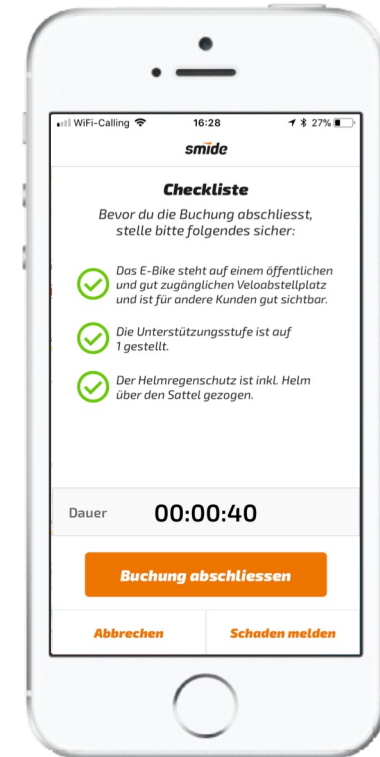 WiFi-Calling 16:28 27%
smide
Checkliste
Bevor du die Buchung abschliesst,
stelle bitte folgendes sicher:
Das E-Bike steht auf einem öffentlichen
und gut zugänglichen Veloabstellplatz
und ist für andere Kunden gut sichtbar.
Die Unterstützungsstufe ist auf
1 gestellt.
Der Helmregenschutz ist inkl. Helm
über den Sattel gezogen.
Dauer 00:00:40
Buchung abschliessen
Abbrechen Schaden melden